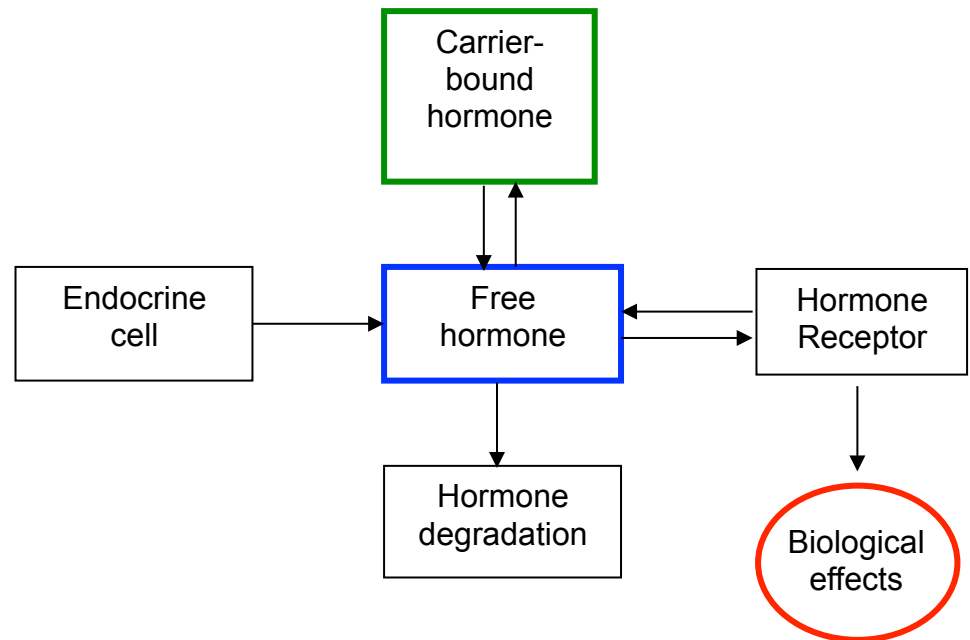 Carrier-
bound
hormone
Endocrine
cell
Free
hormone
Hormone
Receptor
Hormone
degradation
Biological
effects